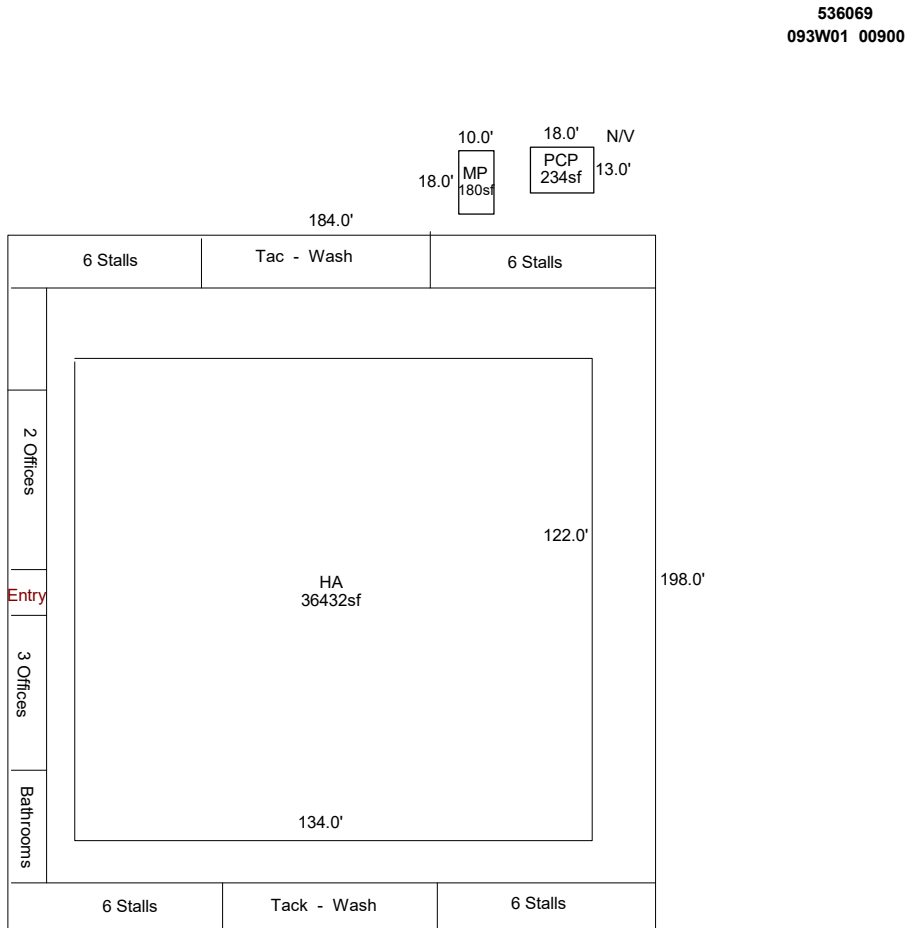 536069
093W01 00900
10.0'
18.0' N/V
MP
180sf
18.0'
PCP
234sf
13.0'
184.0'
6 Stalls
Tac - Wash
6 Stalls
2 Offices
122.0'
198.0'
HA
36432sf
Entry
3 Offices
Bathrooms
134.0'
6 Stalls
Tack - Wash
6 Stalls